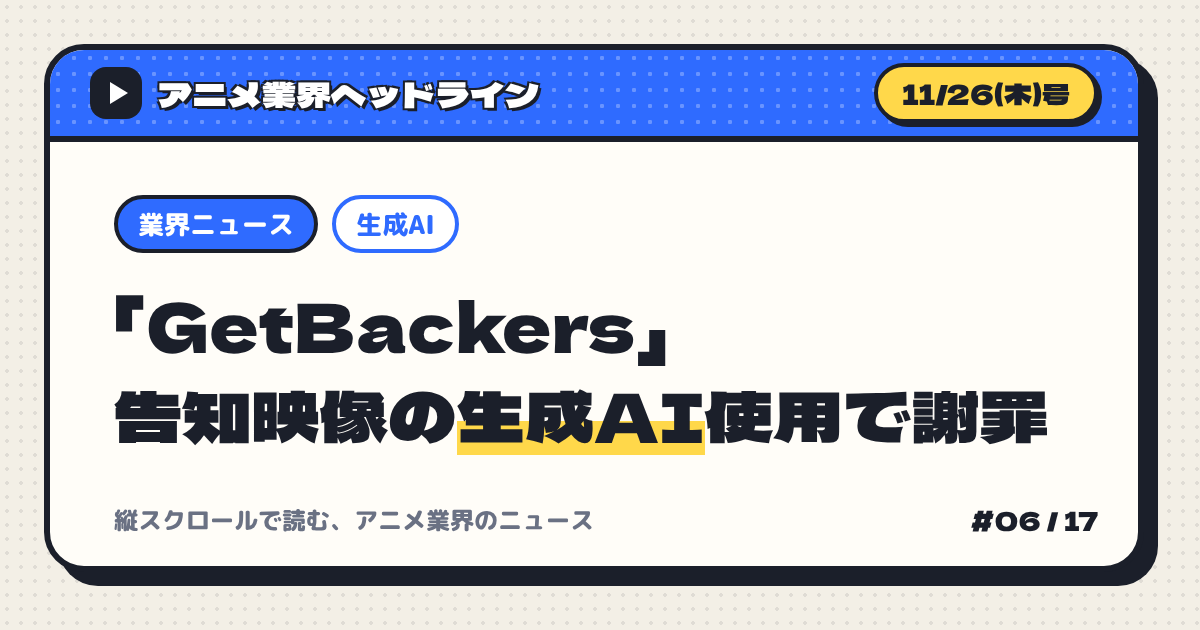 アニメ業界ヘッドライン
11/26(木)号
業界ニュース
生成AI
「GetBackers」
告知映像の生成AI使用で謝罪
縦スクロールで読む、アニメ業界のニュース
#06 / 17